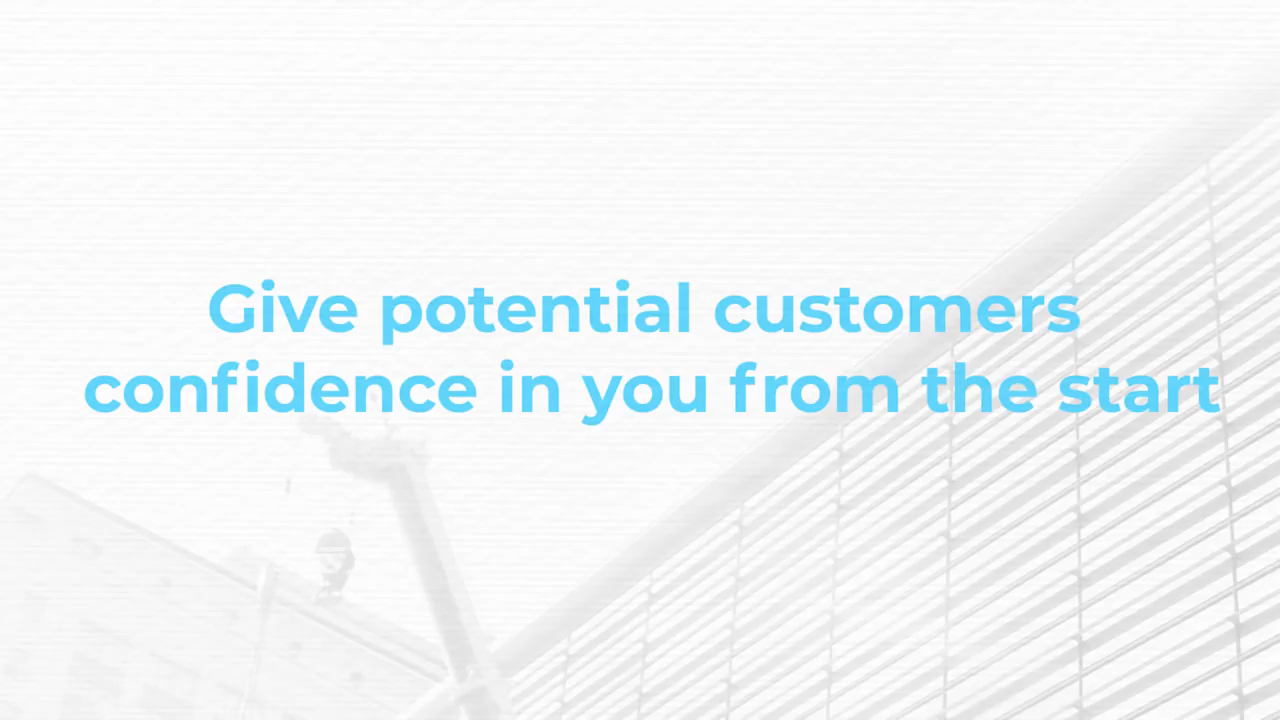 Give potential customers
confidence in you from the start